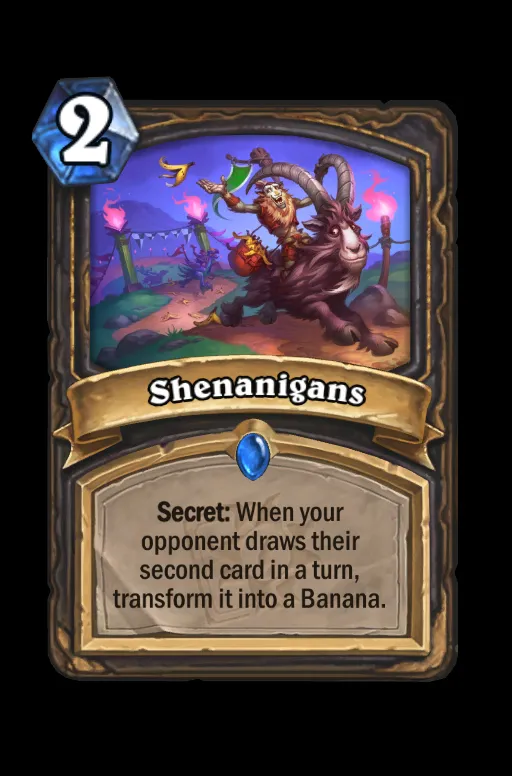 2
Shenanigans
Secret: When your
opponent draws their
second card in a turn,
transform it into a Banana.